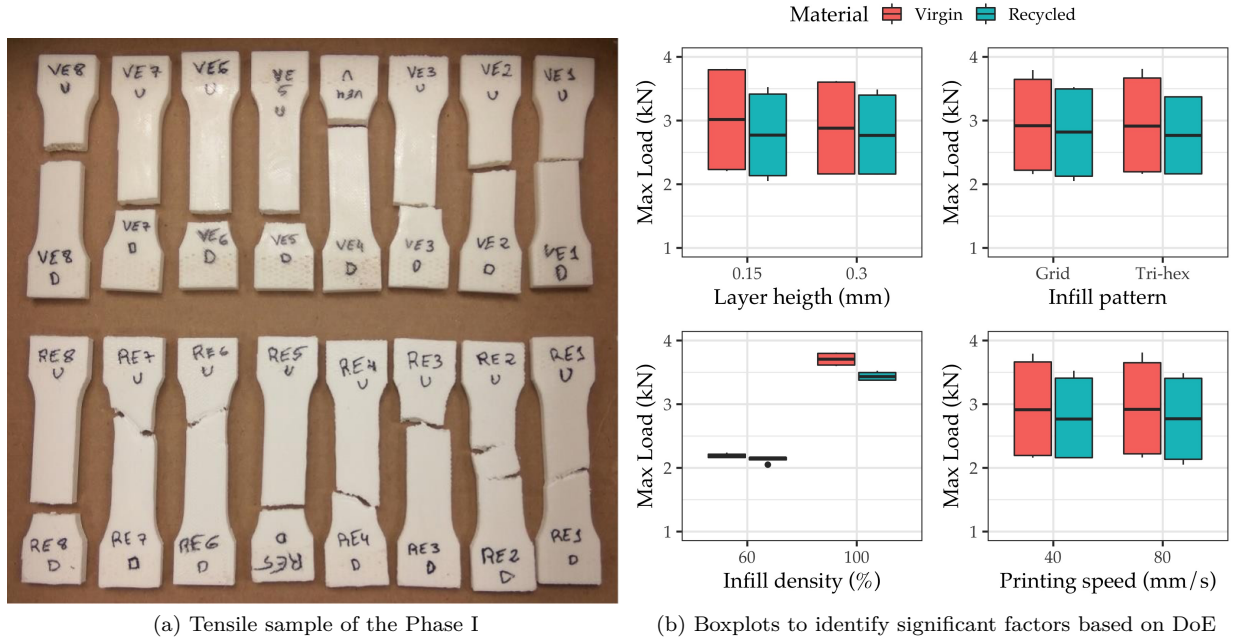 VE8 VE7 VE6 VE5 VE4 VE3 VE2 VE1
U U U U U U U U
VE8 VE7 VE6 VE5 VE4 VE3 VE2 VE1
D D D D D D D D
RE8 RE7 RE6 RE5 RE4 RE3 RE2 RE1
U U U U U U U U
RE8 RE7 RE6 RE5 RE4 RE3 RE2 RE1
D D D D D D D D
(a) Tensile sample of the Phase I
Material Virgin Recycled
Max Load (kN)
4
3
2
1
0.15 0.3
Layer heigth (mm)
Max Load (kN)
4
3
2
1
Grid Tri-hex
Infill pattern
Max Load (kN)
4
3
2
1
60 100
Infill density (%)
Max Load (kN)
4
3
2
1
40 80
Printing speed (mm/s)
(b) Boxplots to identify significant factors based on DoE